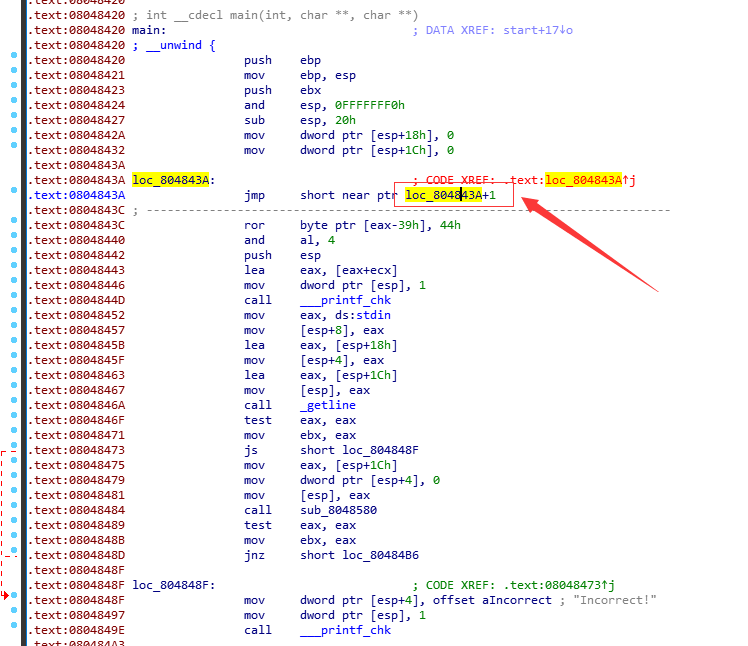 .text:08048420
.text:08048420 ; int __cdecl main(int, char **, char **)
.text:08048420 main: ; DATA XREF: start+17↓o
.text:08048420 ; __unwind {
.text:08048420 push ebp
.text:08048421 mov ebp, esp
.text:08048423 push ebx
.text:08048424 and esp, 0FFFFFFF0h
.text:08048427 sub esp, 20h
.text:0804842A mov dword ptr [esp+18h], 0
.text:08048432 mov dword ptr [esp+1Ch], 0
.text:0804843A
.text:0804843A loc_804843A: ; CODE XREF: .text:loc_804843A↑j
.text:0804843A jmp short near ptr loc_804843A+1
.text:0804843C ; ---------------------------------------------------------------------------
.text:0804843C ror byte ptr [eax-39h], 44h
.text:08048440 and al, 4
.text:08048442 push esp
.text:08048443 lea eax, [eax+ecx]
.text:08048446 mov dword ptr [esp], 1
.text:0804844D call ___printf_chk
.text:08048452 mov eax, ds:stdin
.text:08048457 mov [esp+8], eax
.text:0804845B lea eax, [esp+18h]
.text:0804845F mov [esp+4], eax
.text:08048463 lea eax, [esp+1Ch]
.text:08048467 mov [esp], eax
.text:0804846A call _getline
.text:0804846F test eax, eax
.text:08048471 mov ebx, eax
.text:08048473 js short loc_804848F
.text:08048475 mov eax, [esp+1Ch]
.text:08048479 mov dword ptr [esp+4], 0
.text:08048481 mov [esp], eax
.text:08048484 call sub_8048580
.text:08048489 test eax, eax
.text:0804848B mov ebx, eax
.text:0804848D jnz short loc_80484B6
.text:0804848F
.text:0804848F loc_804848F: ; CODE XREF: .text:08048473↑j
.text:0804848F mov dword ptr [esp+4], offset aIncorrect ; "Incorrect!"
.text:08048497 mov dword ptr [esp], 1
.text:0804849E call ___printf_chk
.text:080484A3